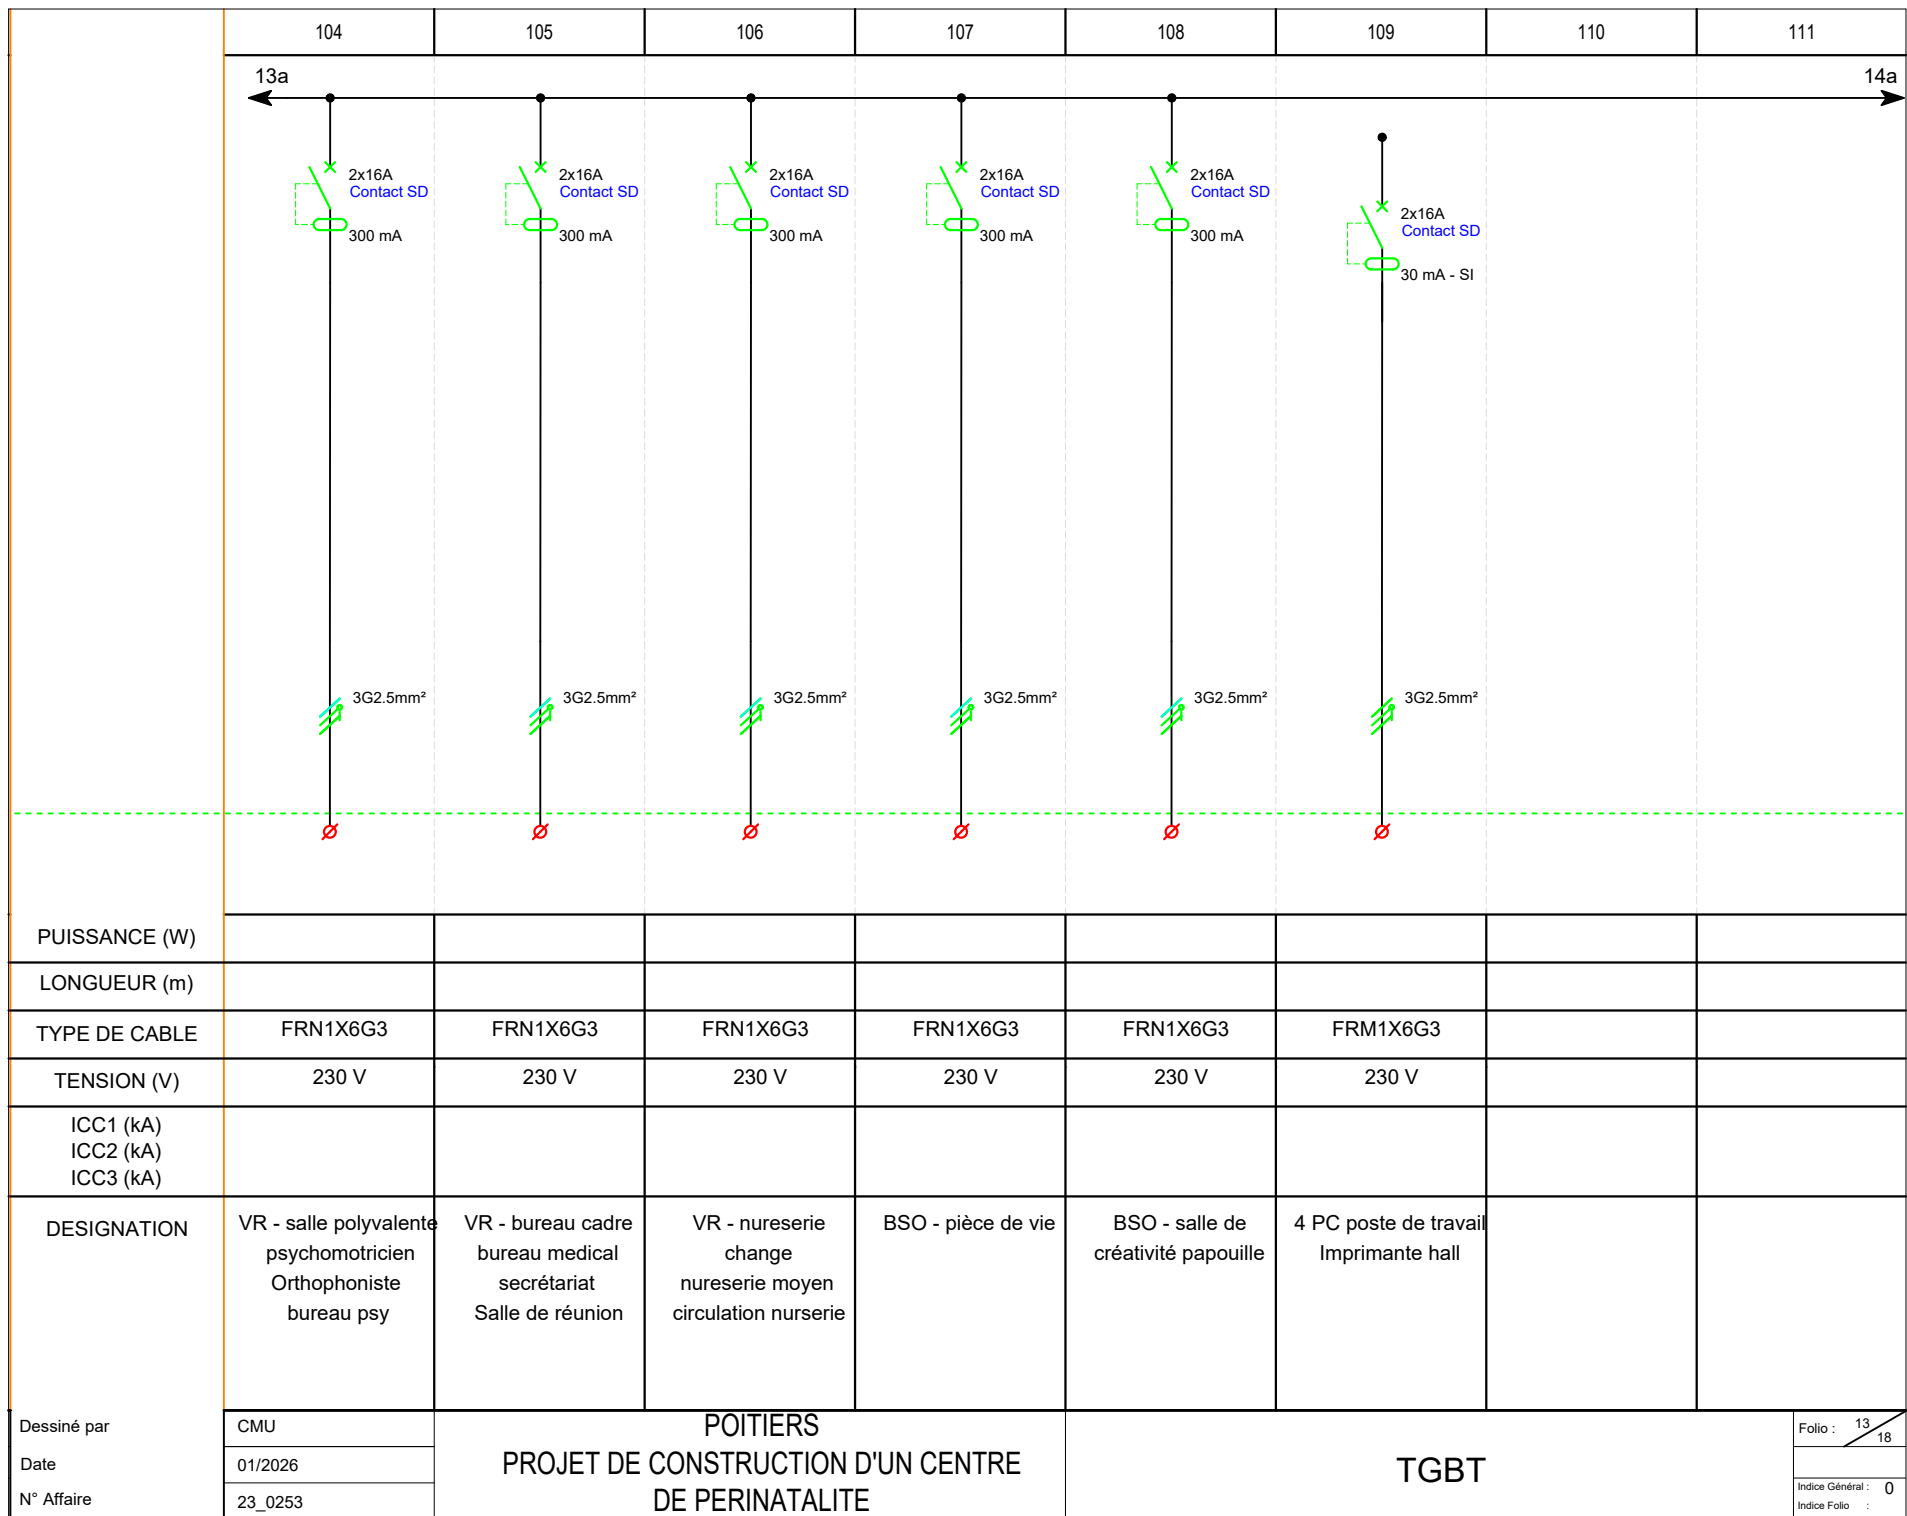 104 105 106 107 108 109 110 111
13a 14a
2x16A 2x16A 2x16A 2x16A 2x16A
Contact SD Contact SD Contact SD Contact SD Contact SD
2x16A
Contact SD
300 mA 300 mA 300 mA 300 mA 300 mA
30 mA - SI
3G2.5mm² 3G2.5mm² 3G2.5mm² 3G2.5mm² 3G2.5mm² 3G2.5mm²
PUISSANCE (W)
LONGUEUR (m)
TYPE DE CABLE FRN1X6G3 FRN1X6G3 FRN1X6G3 FRN1X6G3 FRN1X6G3 FRM1X6G3
TENSION (V) 230 V 230 V 230 V 230 V 230 V 230 V
ICC1 (kA)
ICC2 (kA)
ICC3 (kA)
DESIGNATION
VR - salle polyvalente
psychomotricien
Orthophoniste
bureau psy
VR - bureau cadre
bureau medical
secrétariat
Salle de réunion
VR - nureserie
change
nureserie moyen
circulation nurserie
BSO - pièce de vie
BSO - salle de
créativité papouille
4 PC poste de travail
Imprimante hall
Dessiné par CMU
Date 01/2026
N° Affaire 23_0253
POITIERS
PROJET DE CONSTRUCTION D'UN CENTRE
DE PERINATALITE
TGBT
Folio : 13
18
Indice Général : 0
Indice Folio :